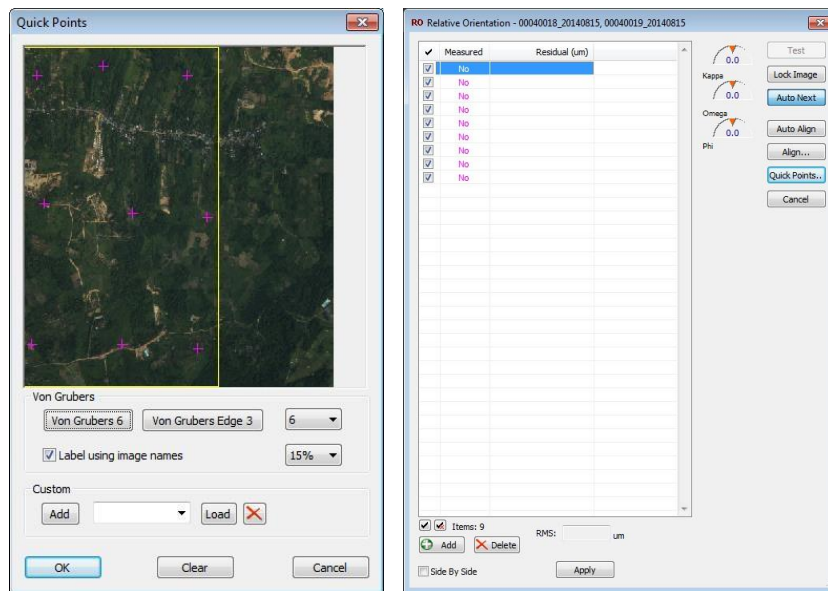 Quick Points
Von Grubers
Von Grubers 6
Von Grubers Edge 3
6
Label using image names
15%
Custom
Add
Load
OK
Clear
Cancel
RO Relative Orientation - 00040018_20140815, 00040019_20140815
Measured Residual (um)
No
No
No
No
No
No
No
No
No
0.0
Kappa
0.0
Omega
0.0
Phi
Test
Lock Image
Auto Next
Auto Align
Align...
Quick Points..
Cancel
Items: 9
RMS: um
Add
Delete
Side By Side
Apply